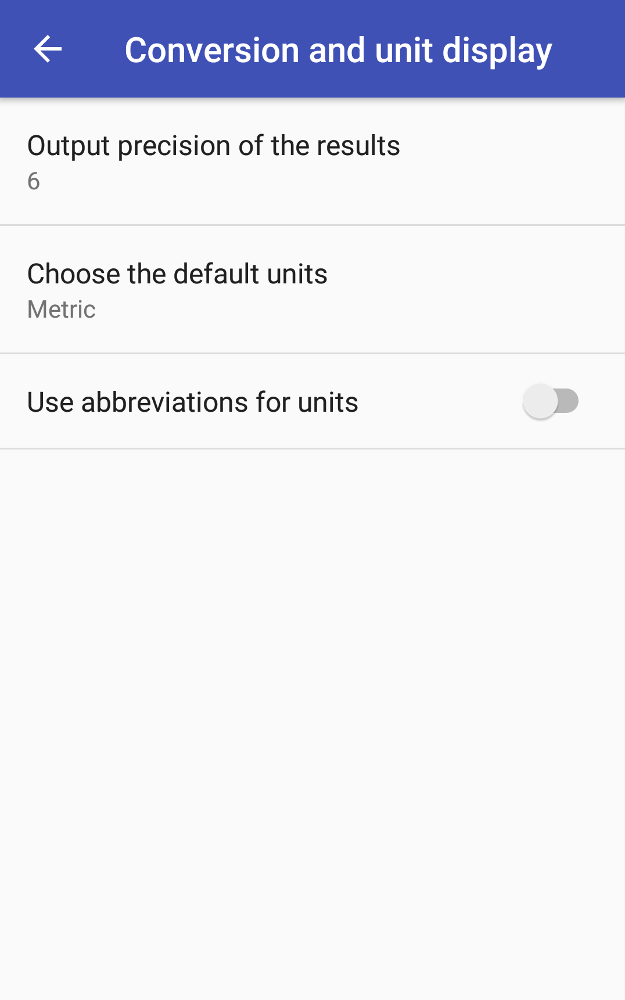 Conversion and unit display
Output precision of the results
6
Choose the default units
Metric
Use abbreviations for units